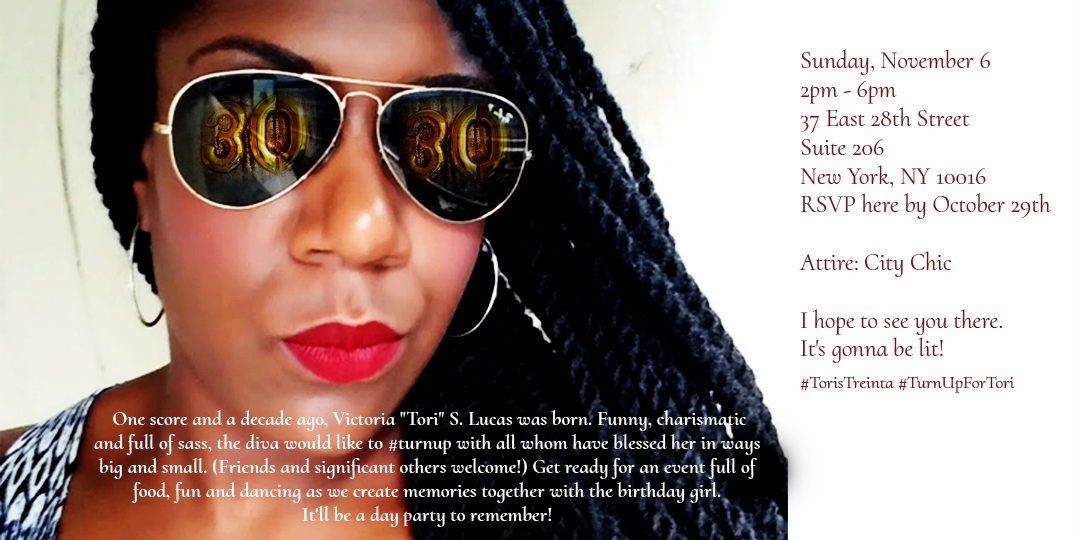 30 30
One score and a decade ago, Victoria "Tori" S. Lucas was born. Funny, charismatic
and full of sass, the diva would like to #turnup with all whom have blessed her in ways
big and small. (Friends and significant others welcome!) Get ready for an event full of
food, fun and dancing as we create memories together with the birthday girl.
It'll be a day party to remember!
Sunday, November 6
2pm - 6pm
37 East 28th Street
Suite 206
New York, NY 10016
RSVP here by October 29th
Attire: City Chic
I hope to see you there.
It's gonna be lit!
#TorisTreinta #TurnUpForTori